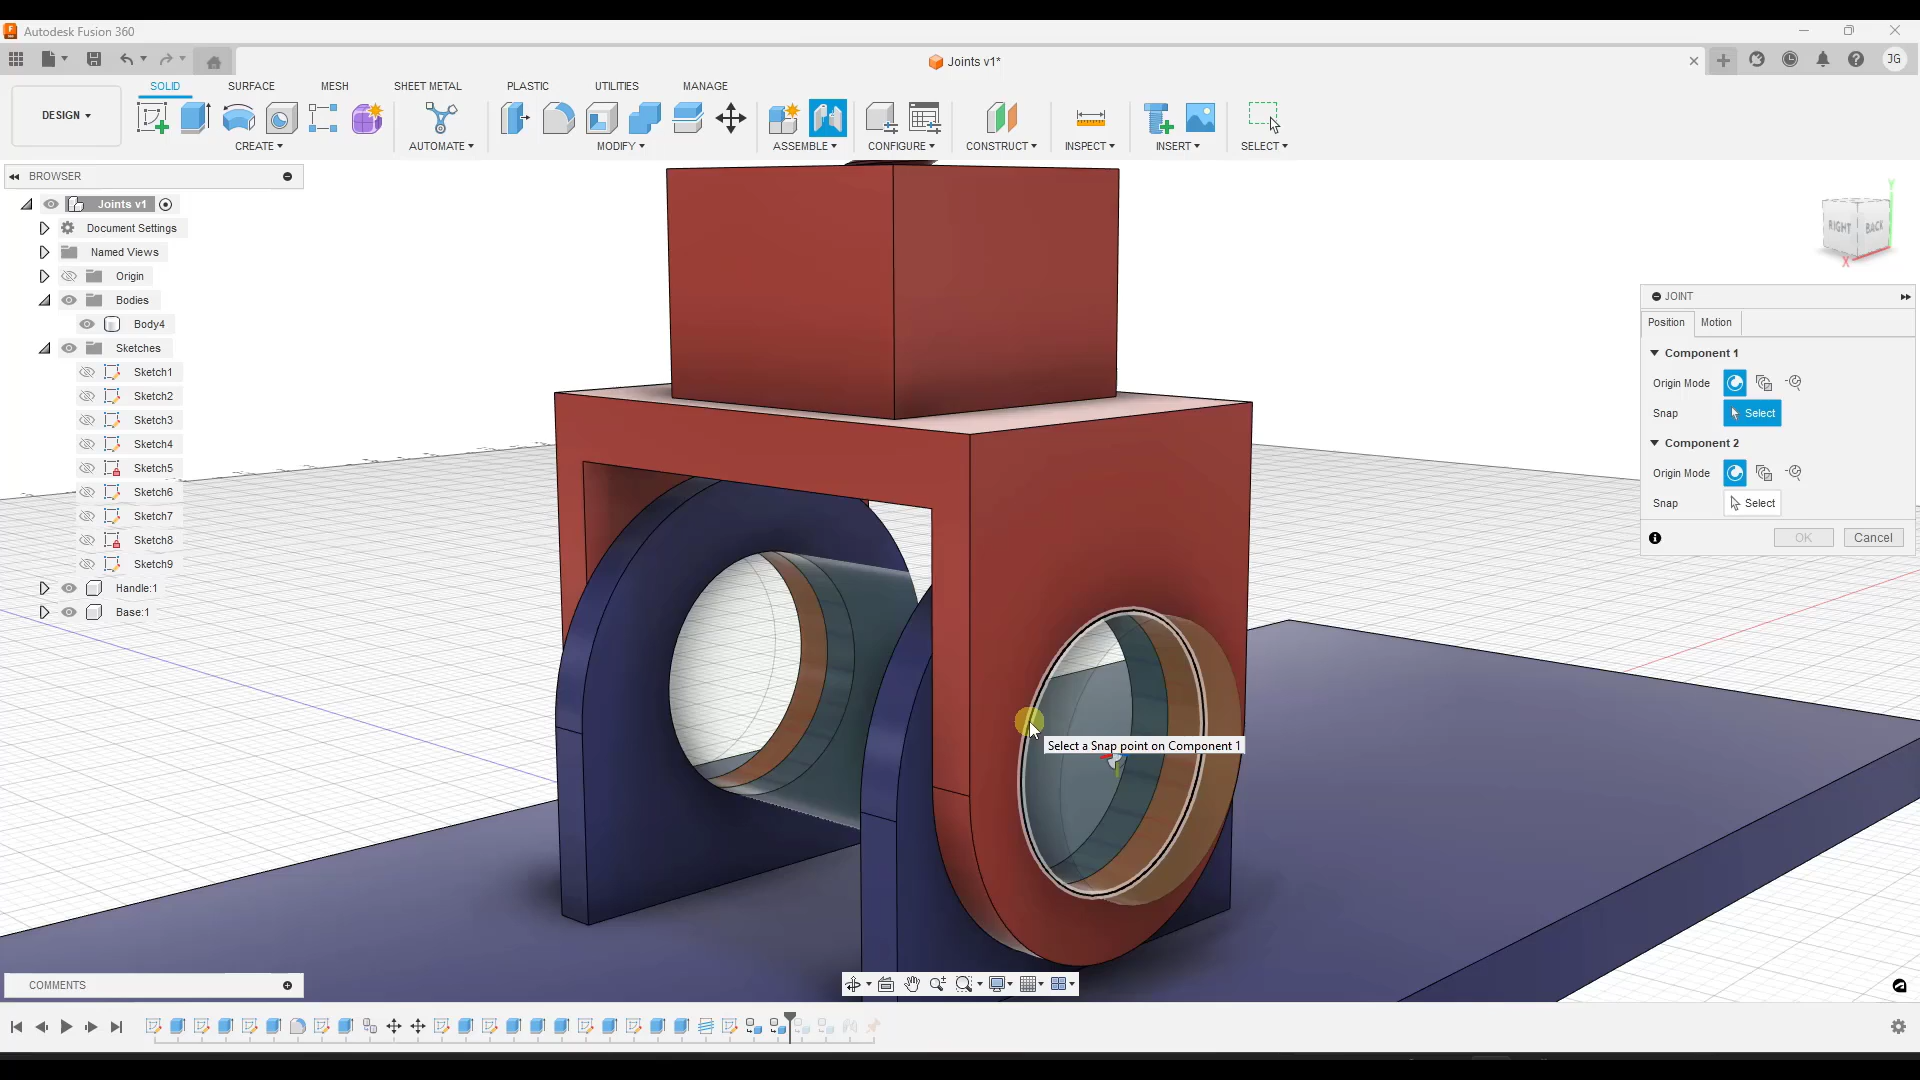 Autodesk Fusion 360
Joints v1*
JG
DESIGN
SOLID
SURFACE
MESH
SHEET METAL
PLASTIC
UTILITIES
MANAGE
CREATE
AUTOMATE
MODIFY
ASSEMBLE
CONFIGURE
CONSTRUCT
INSPECT
INSERT
SELECT
BROWSER
Joints v1
Document Settings
Named Views
Origin
Bodies
Body4
Sketches
Sketch1
Sketch2
Sketch3
Sketch4
Sketch5
Sketch6
Sketch7
Sketch8
Sketch9
Handle:1
Base:1
Y
RIGHT
BACK
X
JOINT
Position
Motion
Component 1
Origin Mode
Snap
Select
Component 2
Origin Mode
Snap
Select
OK
Cancel
Select a Snap point on Component 1
COMMENTS